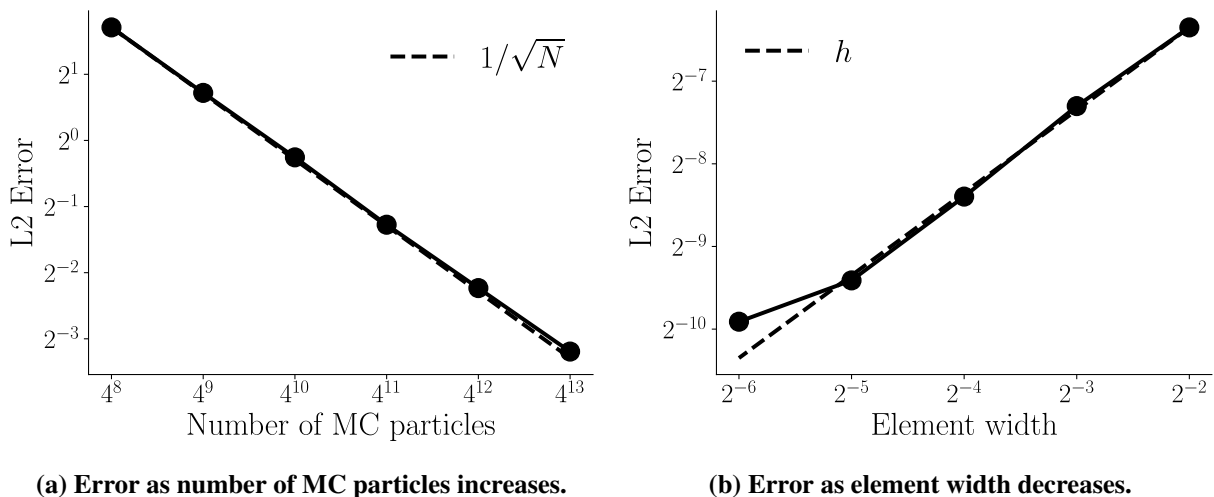 2^1
2^0
2^{-1}
2^{-2}
2^{-3}
L2 Error
1/\sqrt{N}
4^8 4^9 4^{10} 4^{11} 4^{12} 4^{13}
Number of MC particles
(a) Error as number of MC particles increases.
2^{-7}
2^{-8}
2^{-9}
2^{-10}
L2 Error
h
2^{-6} 2^{-5} 2^{-4} 2^{-3} 2^{-2}
Element width
(b) Error as element width decreases.